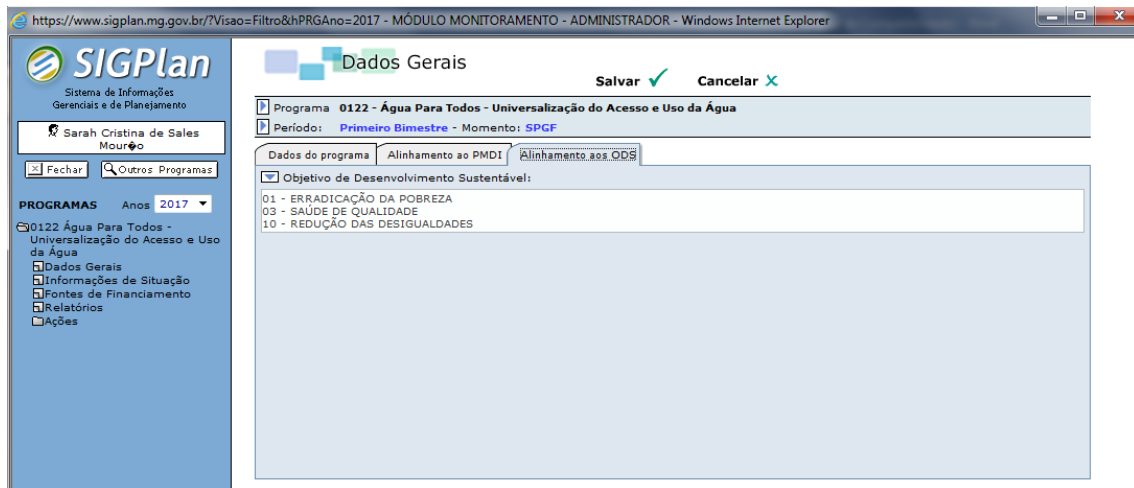 https://www.sigplan.mg.gov.br/?Visao=Filtro&hPRGAno=2017 - MÓDULO MONITORAMENTO - ADMINISTRADOR - Windows Internet Explorer
SIGPlan
Sistema de Informações
Gerenciais e de Planejamento
Sarah Cristina de Sales
Mour�o
Fechar
Outros Programas
PROGRAMAS Anos 2017
0122 Água Para Todos -
Universalização do Acesso e Uso
da Água
Dados Gerais
Informações de Situação
Fontes de Financiamento
Relatórios
Ações
Dados Gerais
Salvar Cancelar
Programa 0122 - Água Para Todos - Universalização do Acesso e Uso da Água
Período: Primeiro Bimestre - Momento: SPGF
Dados do programa Alinhamento ao PMDI Alinhamento aos ODS
Objetivo de Desenvolvimento Sustentável:
01 - ERRADICAÇÃO DA POBREZA
03 - SAÚDE DE QUALIDADE
10 - REDUÇÃO DAS DESIGUALDADES